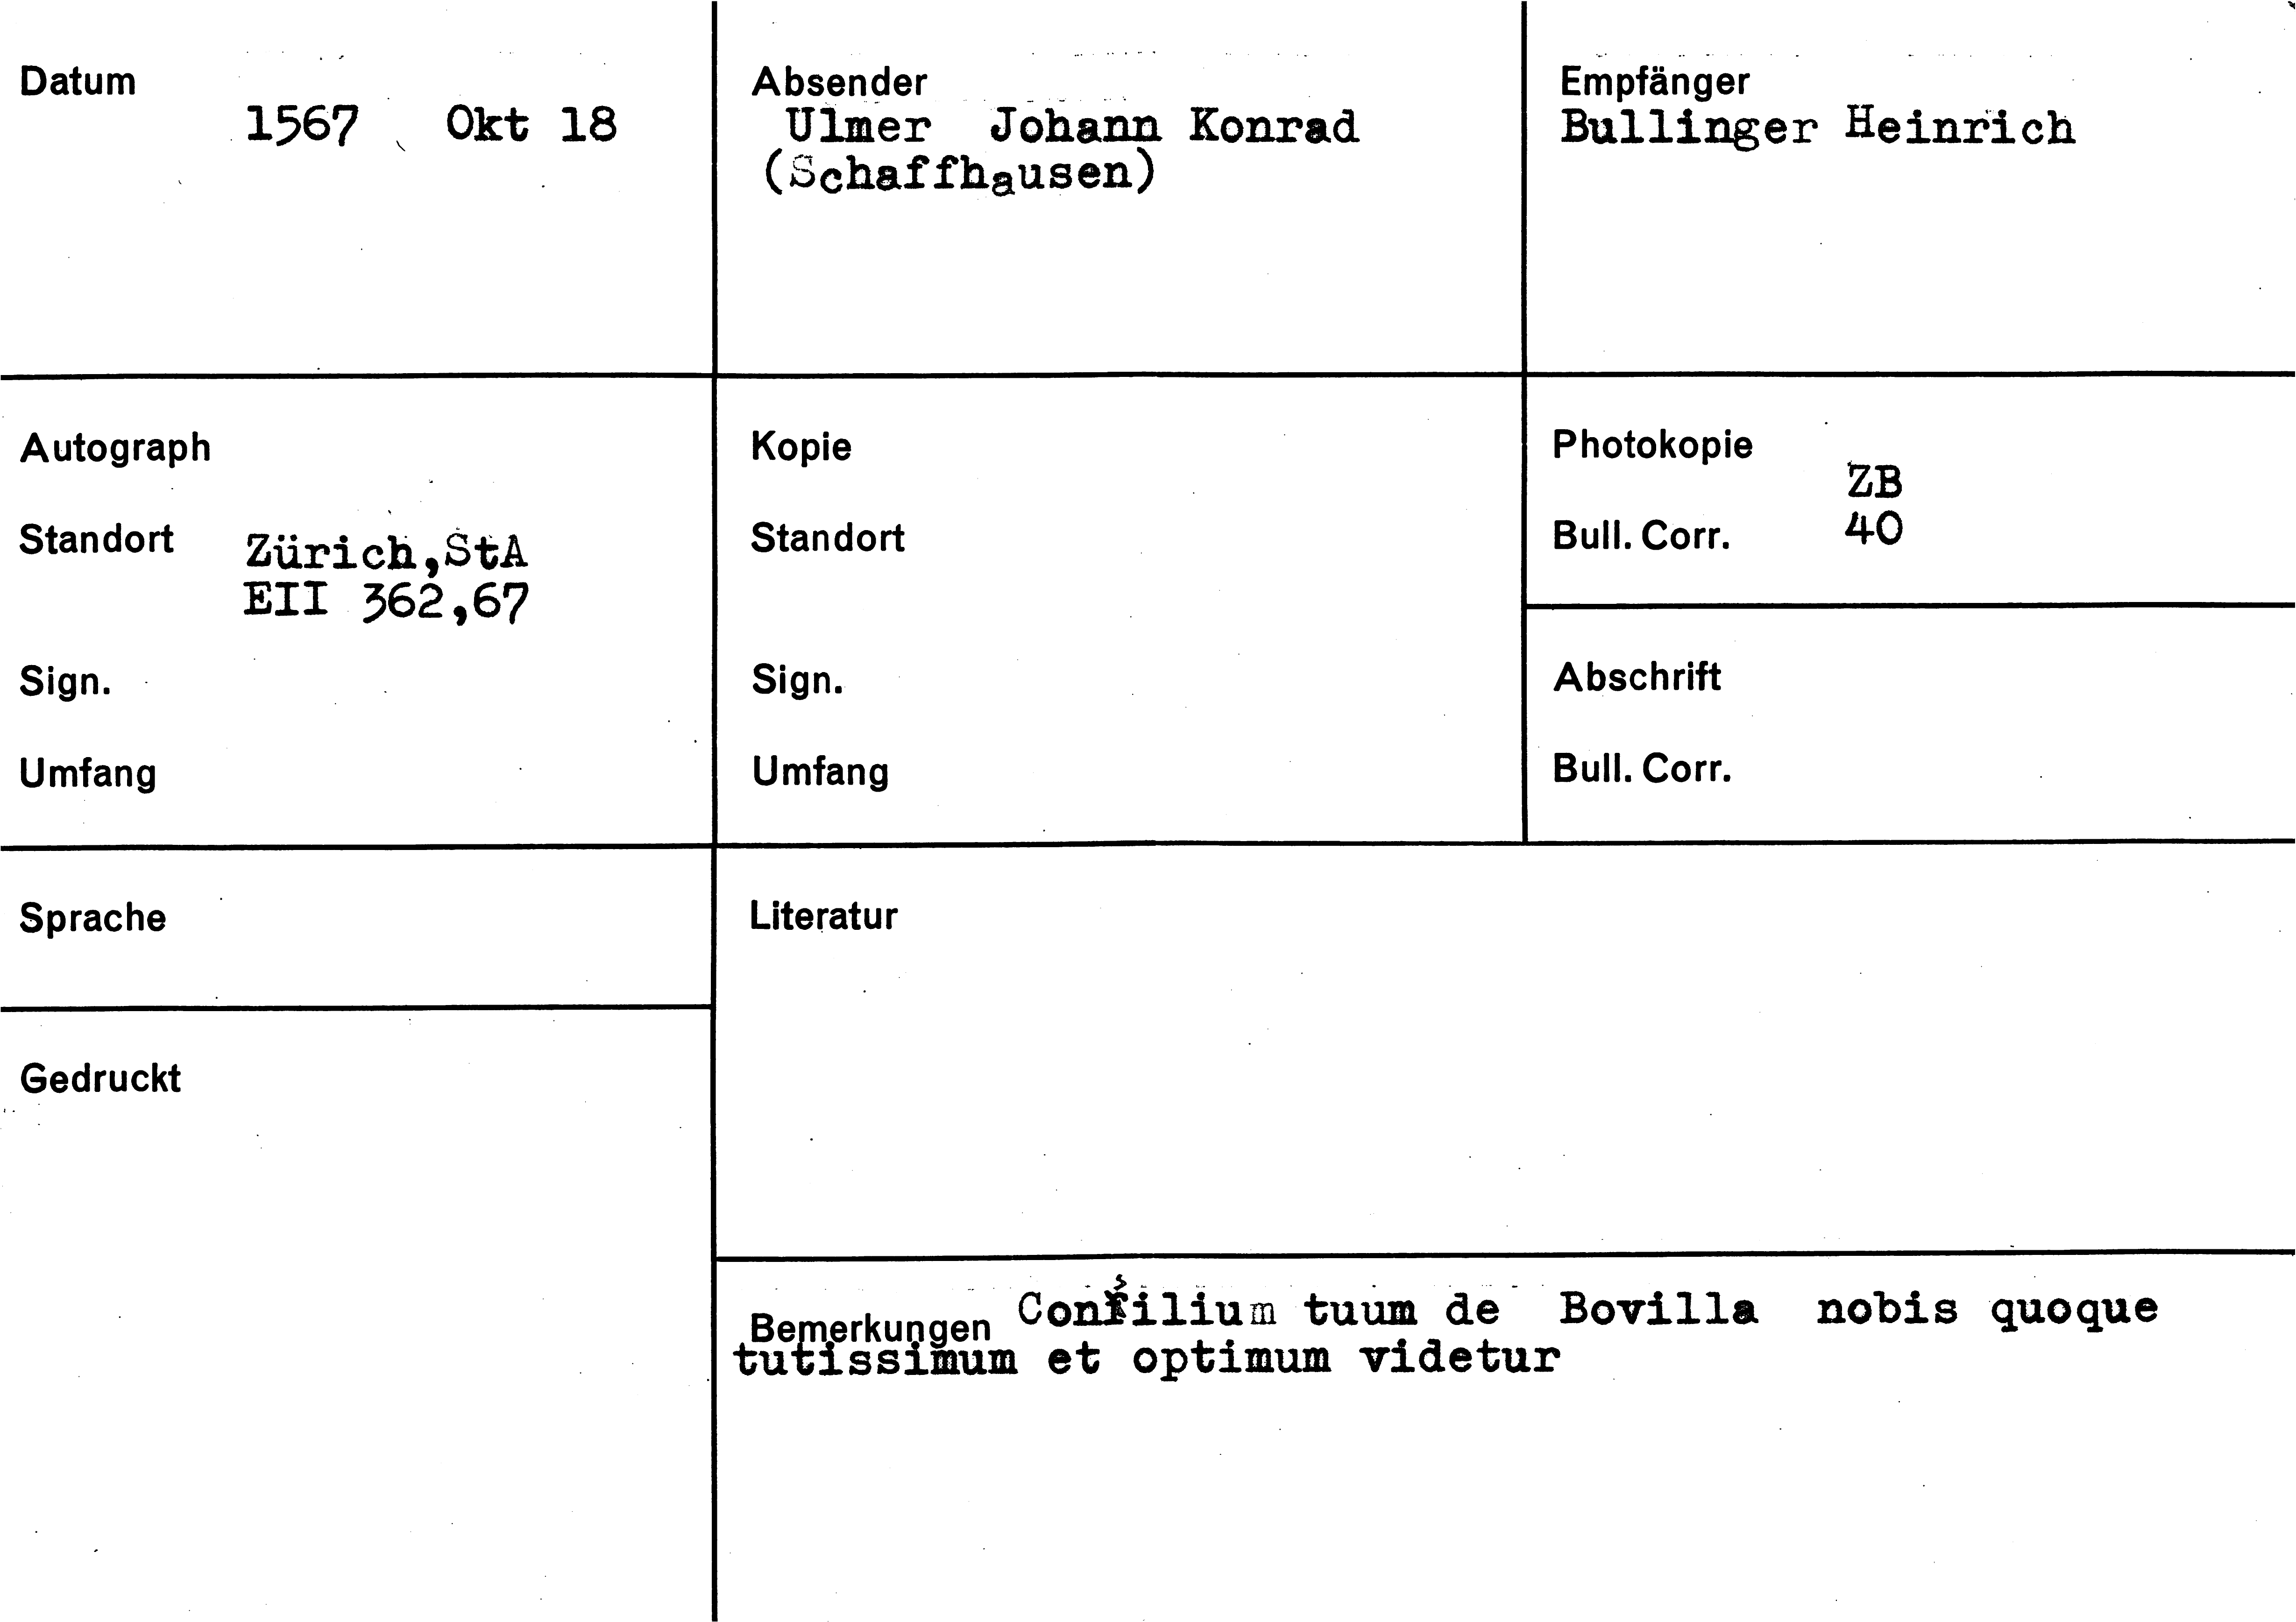 Datum
1567 Okt 18
Absender
Ulmer Johann Konrad
(Schaffhausen)
Empfänger
Bullinger Heinrich
Autograph
Standort Zürich,StA
EII 362,67
Sign.
Umfang
Kopie
Standort
Sign.
Umfang
Photokopie
ZB
Bull. Corr. 40
Abschrift
Bull. Corr.
Sprache
Gedruckt
Literatur
Bemerkungen Consilium tuum de Bovilla nobis quoque
tutissimum et optimum videtur